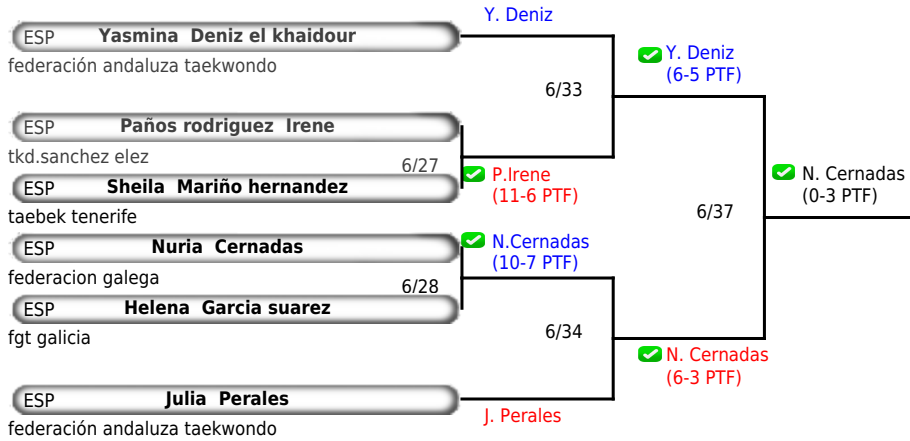 Y. Deniz
ESP Yasmina Deniz el khaidour
federación andaluza taekwondo
Y. Deniz
(6-5 PTF)
6/33
ESP Paños rodriguez Irene
tkd.sanchez elez
6/27
P.Irene
(11-6 PTF)
ESP Sheila Mariño hernandez
taebek tenerife
N. Cernadas
(0-3 PTF)
6/37
ESP Nuria Cernadas
federacion galega
N.Cernadas
(10-7 PTF)
6/28
ESP Helena Garcia suarez
fgt galicia
6/34
N. Cernadas
(6-3 PTF)
ESP Julia Perales
federación andaluza taekwondo
J. Perales